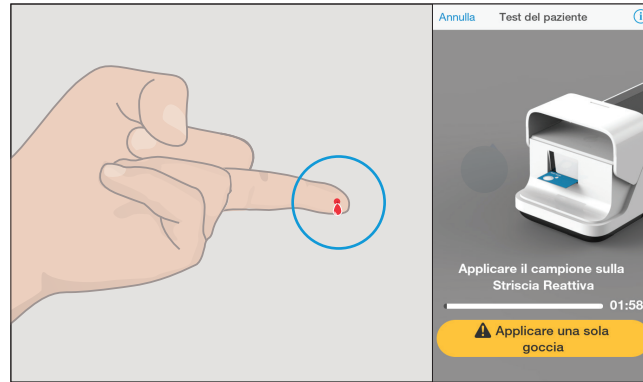 Annulla Test del paziente
Applicare il campione sulla
Striscia Reattiva
01:58
Applicare una sola
goccia